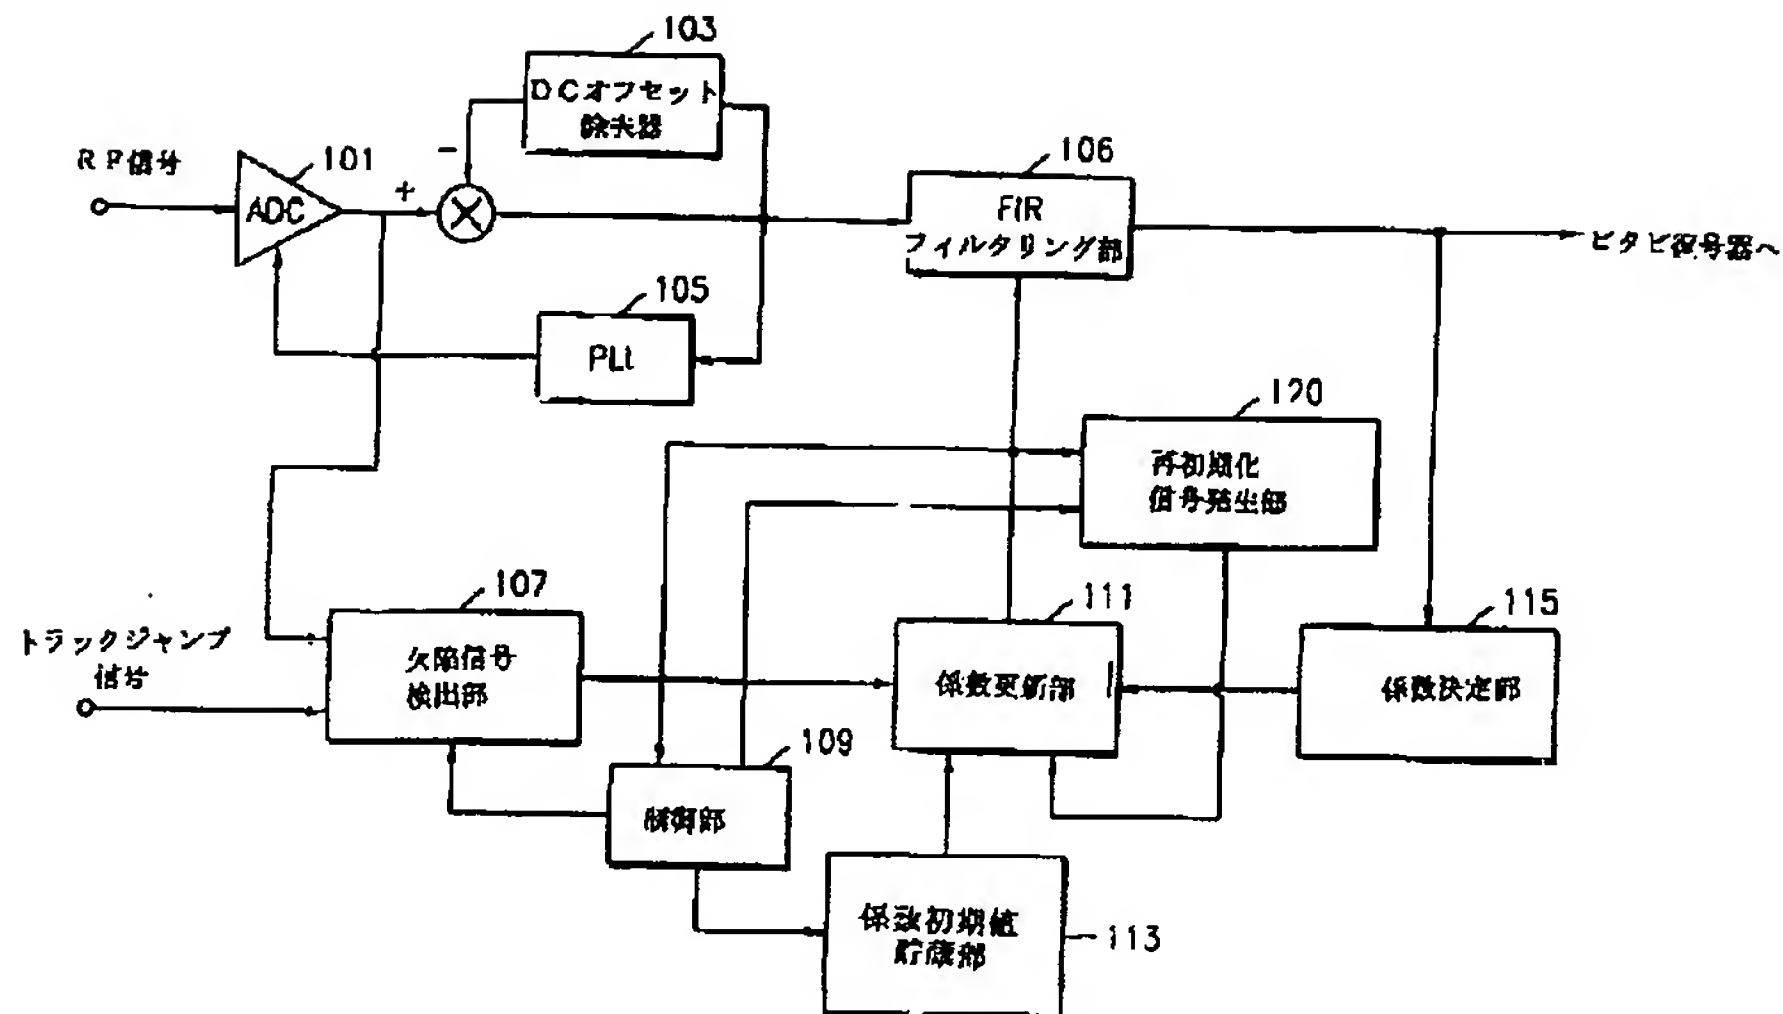 103
DCオフセット
除去器
RF信号
101
ADC
+
−
106
FIR
フィルタリング部
ビタビ復号器へ
105
PLL
120
再初期化
信号発生部
107
トラックジャンプ
信号
欠陥信号
検出部
111
係数更新部
115
係数決定部
109
制御部
係数初期値
貯蔵部
113